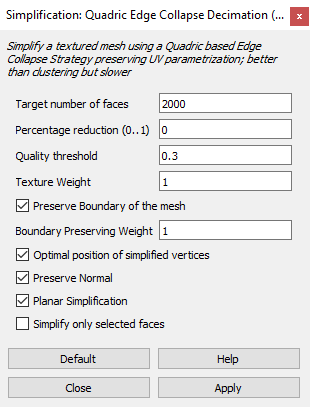 Simplification: Quadric Edge Collapse Decimation (... x
Simplify a textured mesh using a Quadric based Edge
Collapse Strategy preserving UV parametrization; better
than clustering but slower
Target number of faces 2000
Percentage reduction (0..1) 0
Quality threshold 0.3
Texture Weight 1
Preserve Boundary of the mesh
Boundary Preserving Weight 1
Optimal position of simplified vertices
Preserve Normal
Planar Simplification
Simplify only selected faces
Default Help
Close Apply